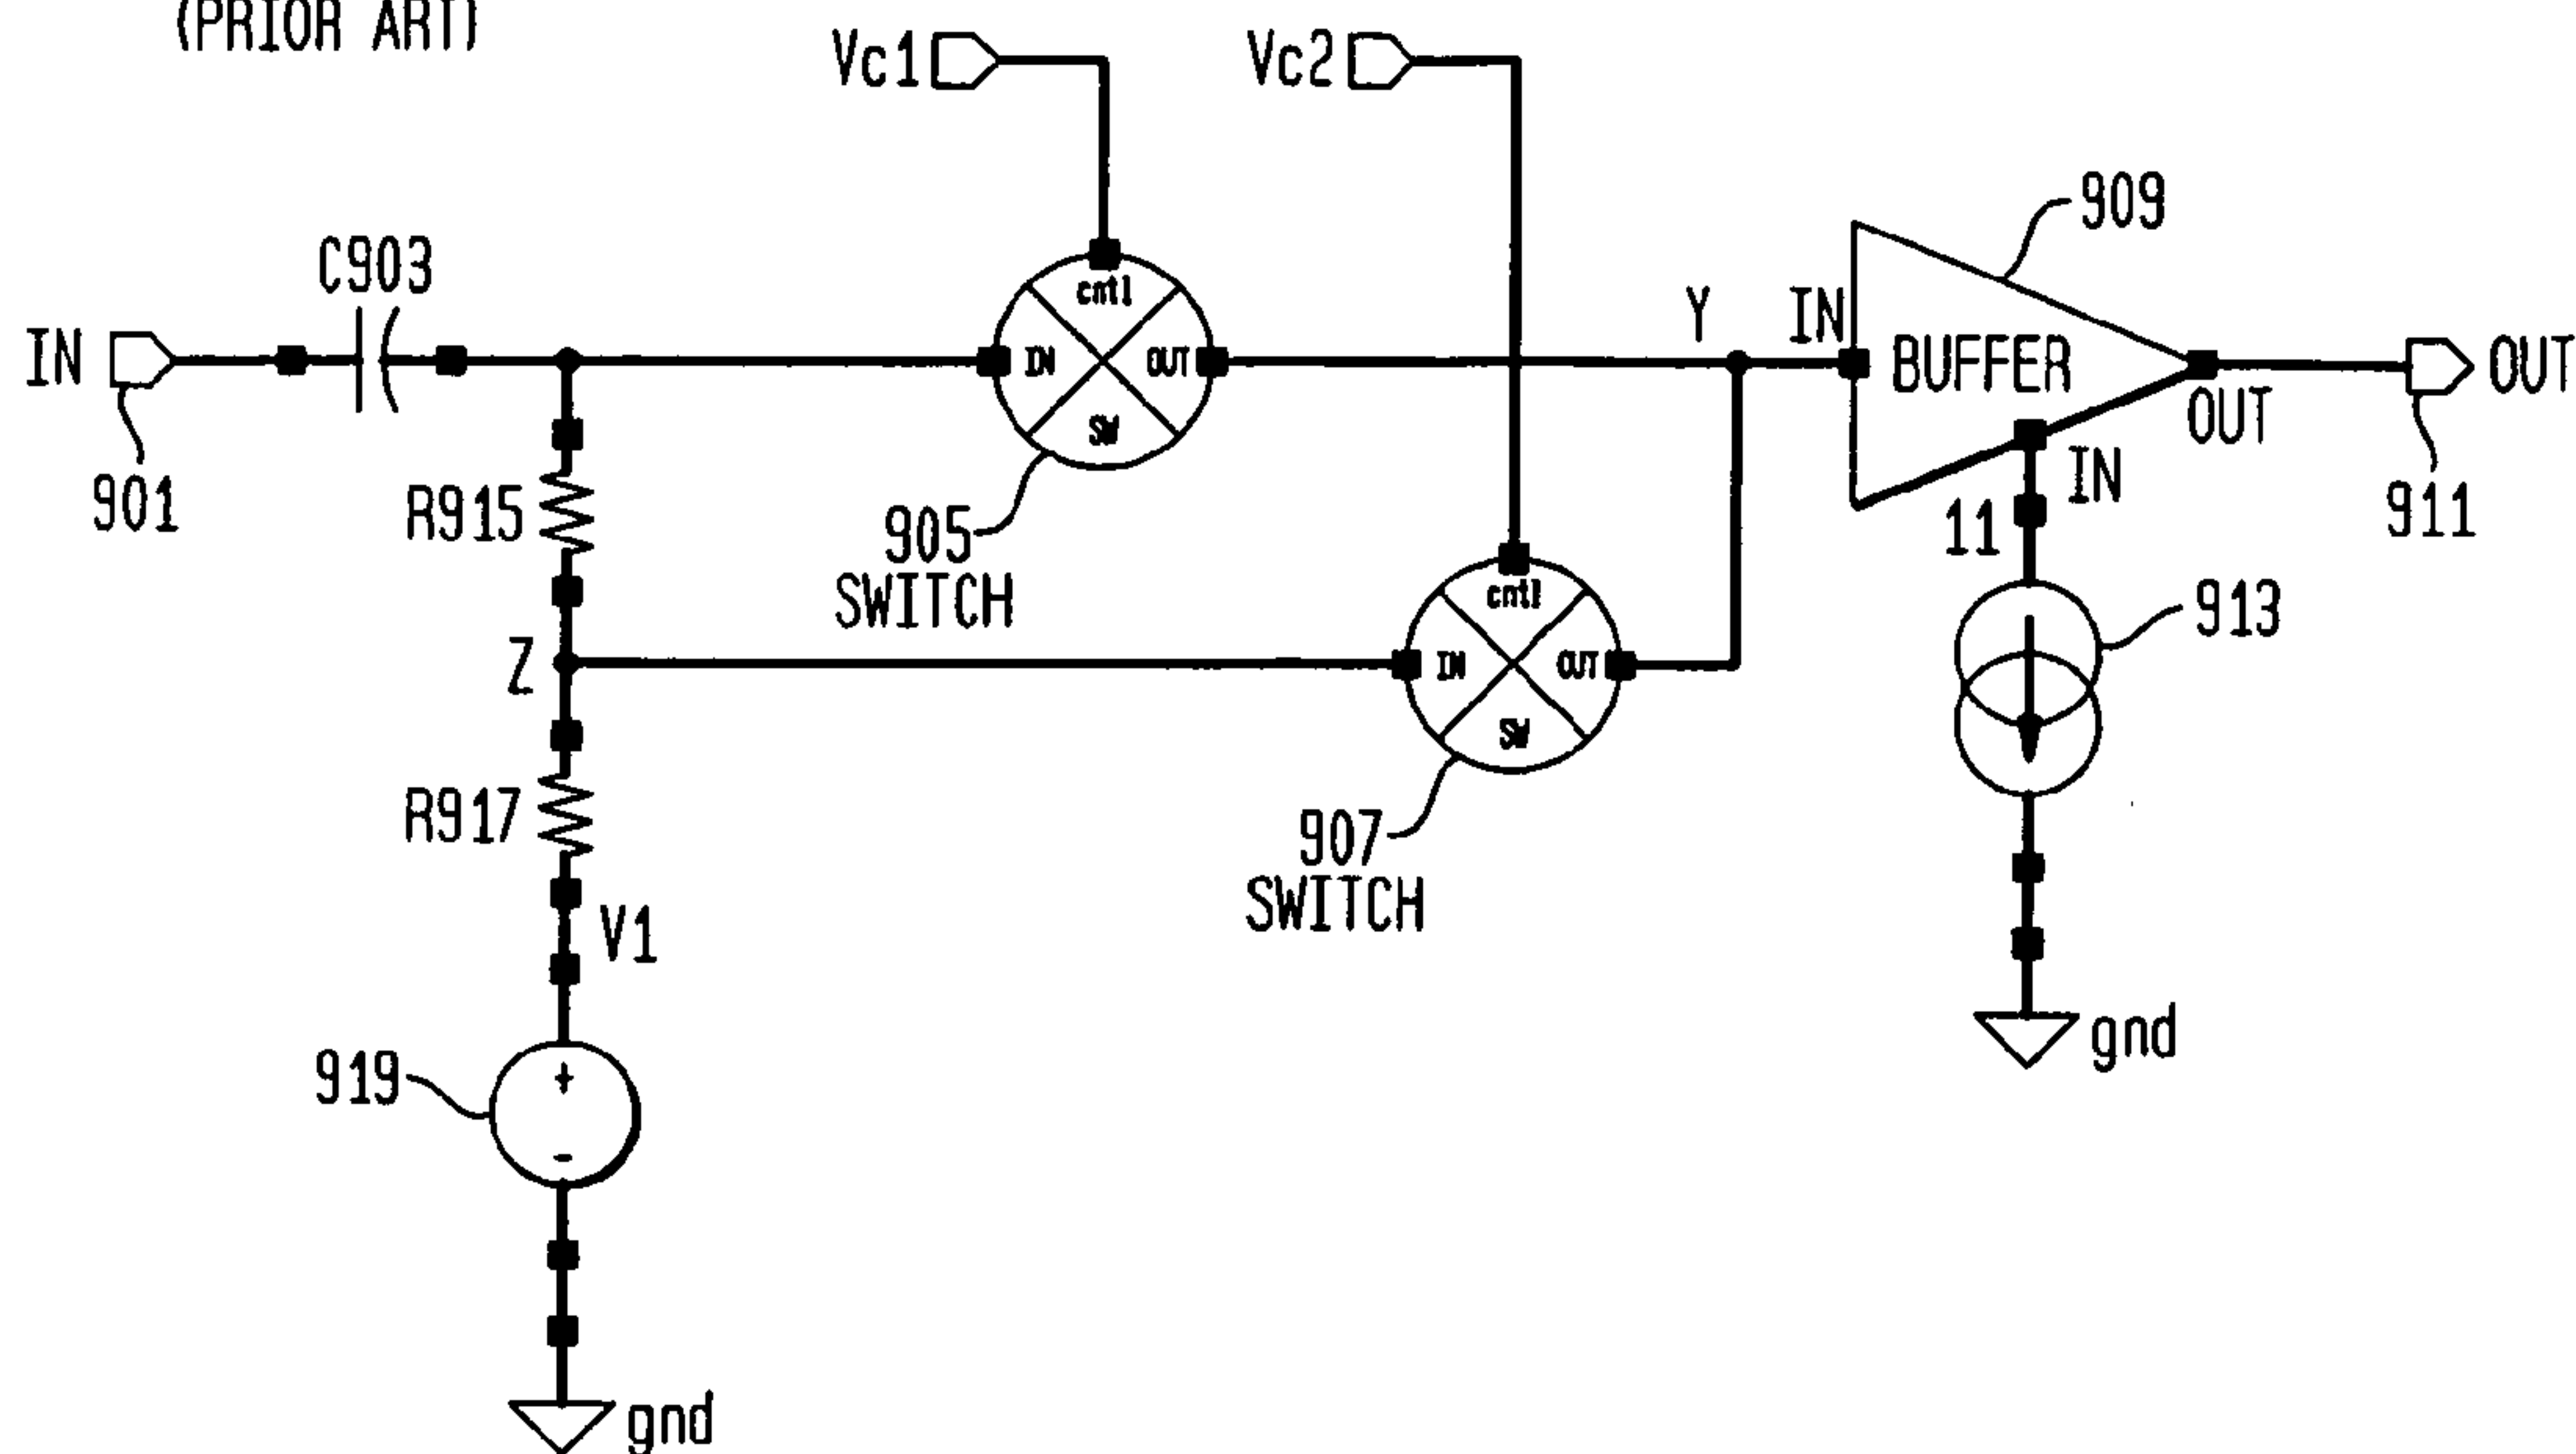 (PRIOR ART)
Vc1
Vc2
909
C903
cntl
IN
IN
OUT
SW
Y
IN
BUFFER
OUT
OUT
901
R915
905
SWITCH
cntl
IN
11
911
Z
IN
OUT
SW
913
R917
907
SWITCH
V1
919
+
-
gnd
gnd